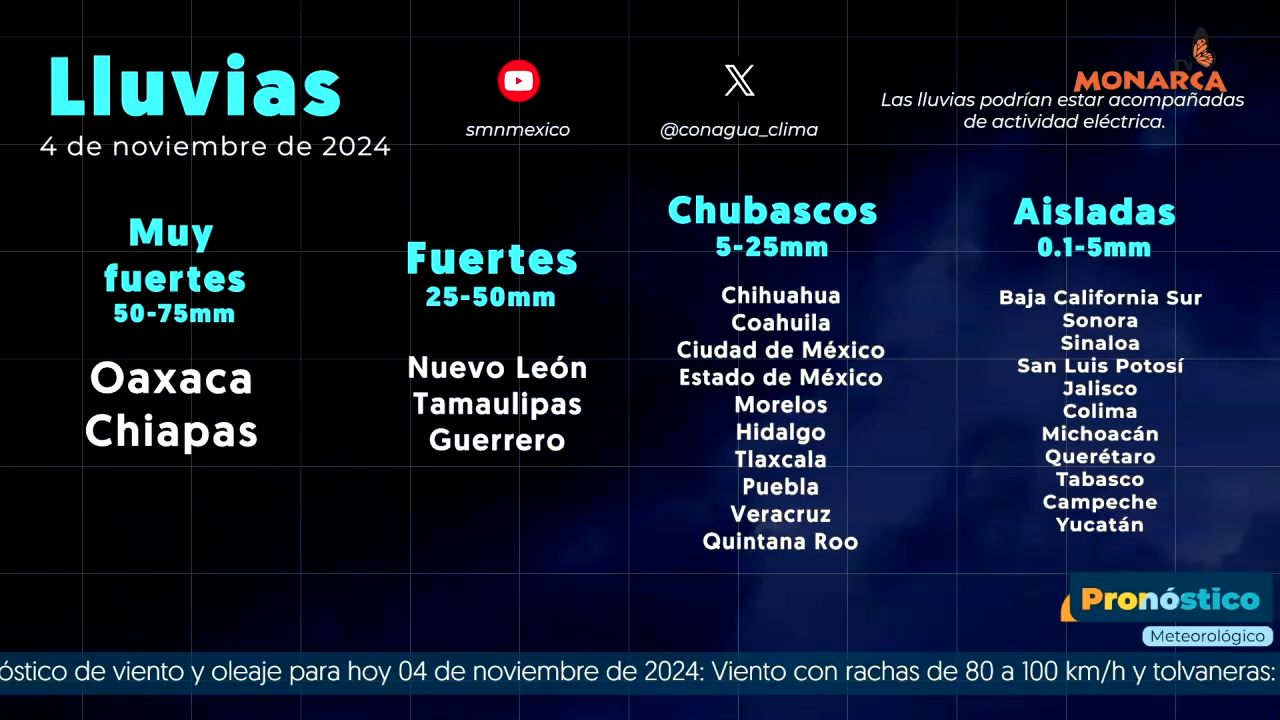 Lluvias
4 de noviembre de 2024
smnmexico
@conagua_clima
TV
MONARCA
Las lluvias podrían estar acompañadas
de actividad eléctrica.
Muy
fuertes
50-75mm
Oaxaca
Chiapas
Fuertes
25-50mm
Nuevo León
Tamaulipas
Guerrero
Chubascos
5-25mm
Chihuahua
Coahuila
Ciudad de México
Estado de México
Morelos
Hidalgo
Tlaxcala
Puebla
Veracruz
Quintana Roo
Aisladas
0.1-5mm
Baja California Sur
Sonora
Sinaloa
San Luis Potosí
Jalisco
Colima
Michoacán
Querétaro
Tabasco
Campeche
Yucatán
Pronóstico
Meteorológico
óstico de viento y oleaje para hoy 04 de noviembre de 2024: Viento con rachas de 80 a 100 km/h y tolvaneras: